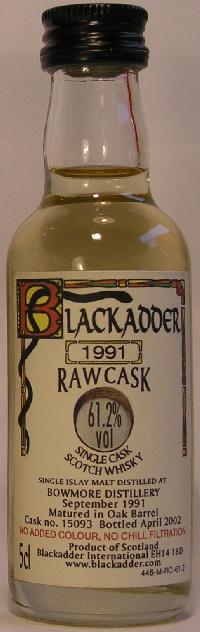 BLACKADDER
1991
RAW CASK
61.2%
vol
SINGLE CASK
SCOTCH WHISKY
SINGLE ISLAY MALT DISTILLED AT
BOWMORE DISTILLERY
September 1991
Matured in Oak Barrel
Cask no. 15093 Bottled April 2002
NO ADDED COLOUR, NO CHILL FILTRATION
Product of Scotland
Blackadder International EH14 1BD
5cl
www.blackadder.com